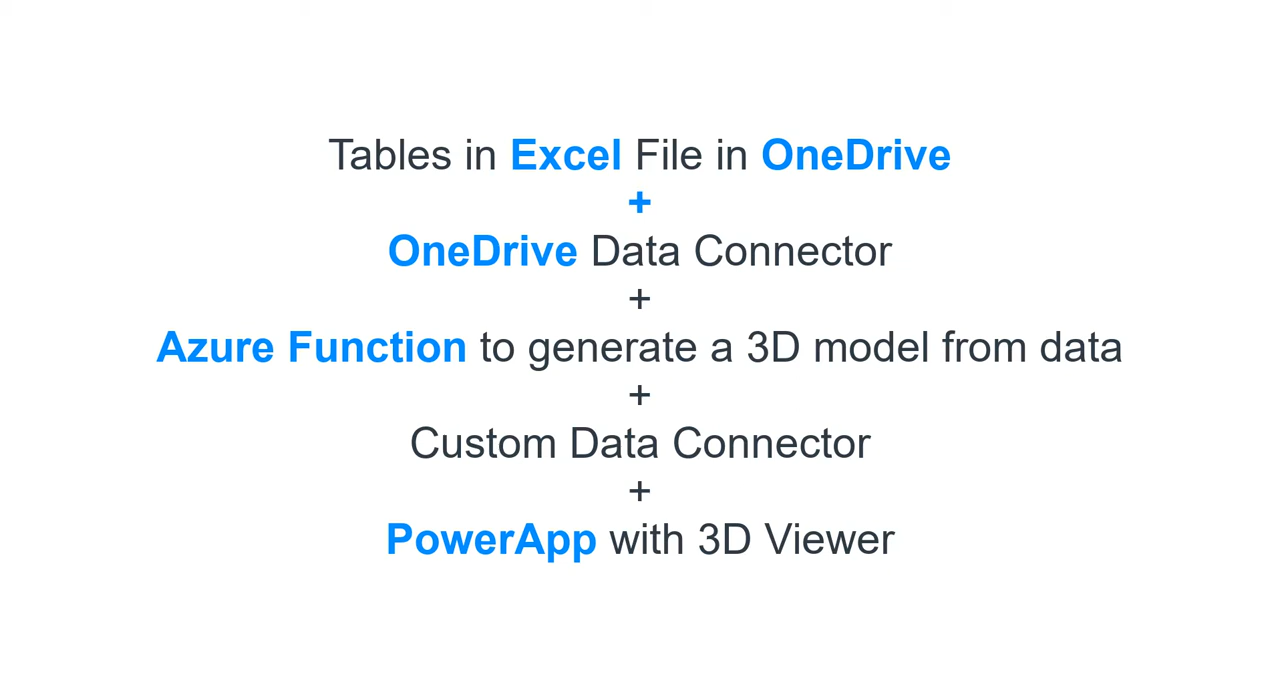 Tables in Excel File in OneDrive
+
OneDrive Data Connector
+
Azure Function to generate a 3D model from data
+
Custom Data Connector
+
PowerApp with 3D Viewer